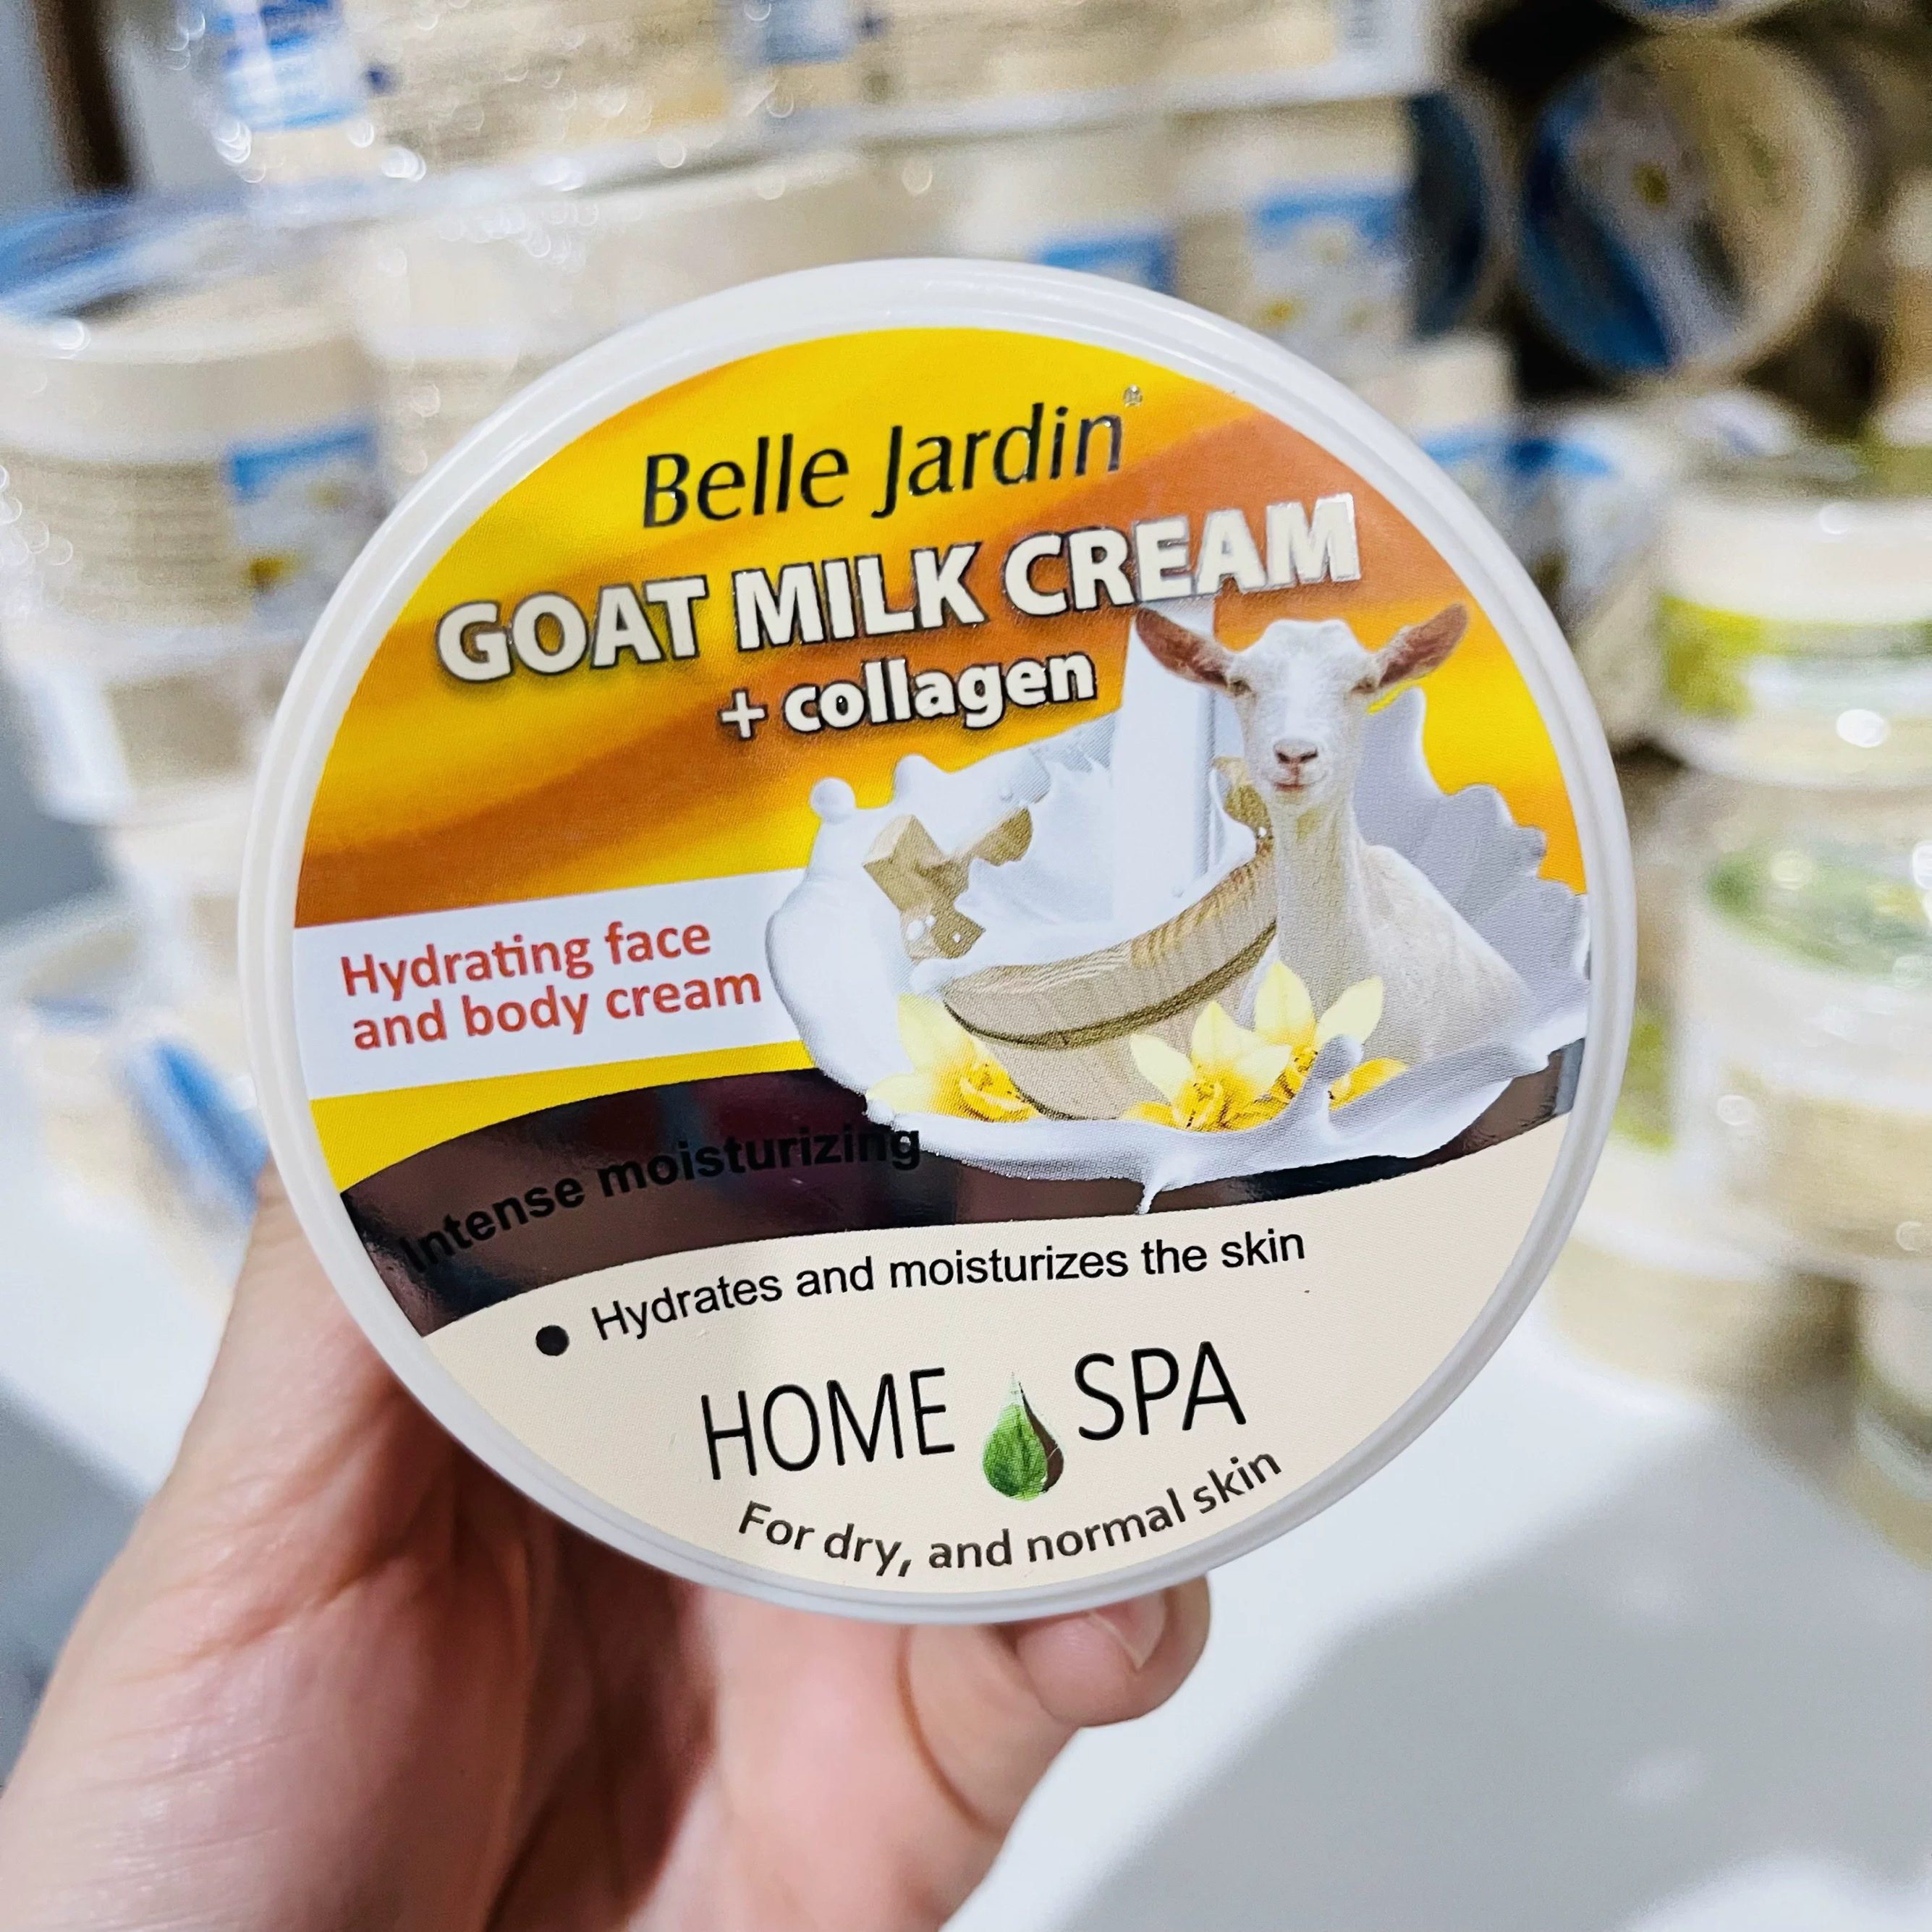 Belle Jardin®
GOAT MILK CREAM
+ collagen
Hydrating face
and body cream
Intense moisturizing
● Hydrates and moisturizes the skin
HOME SPA
For dry, and normal skin